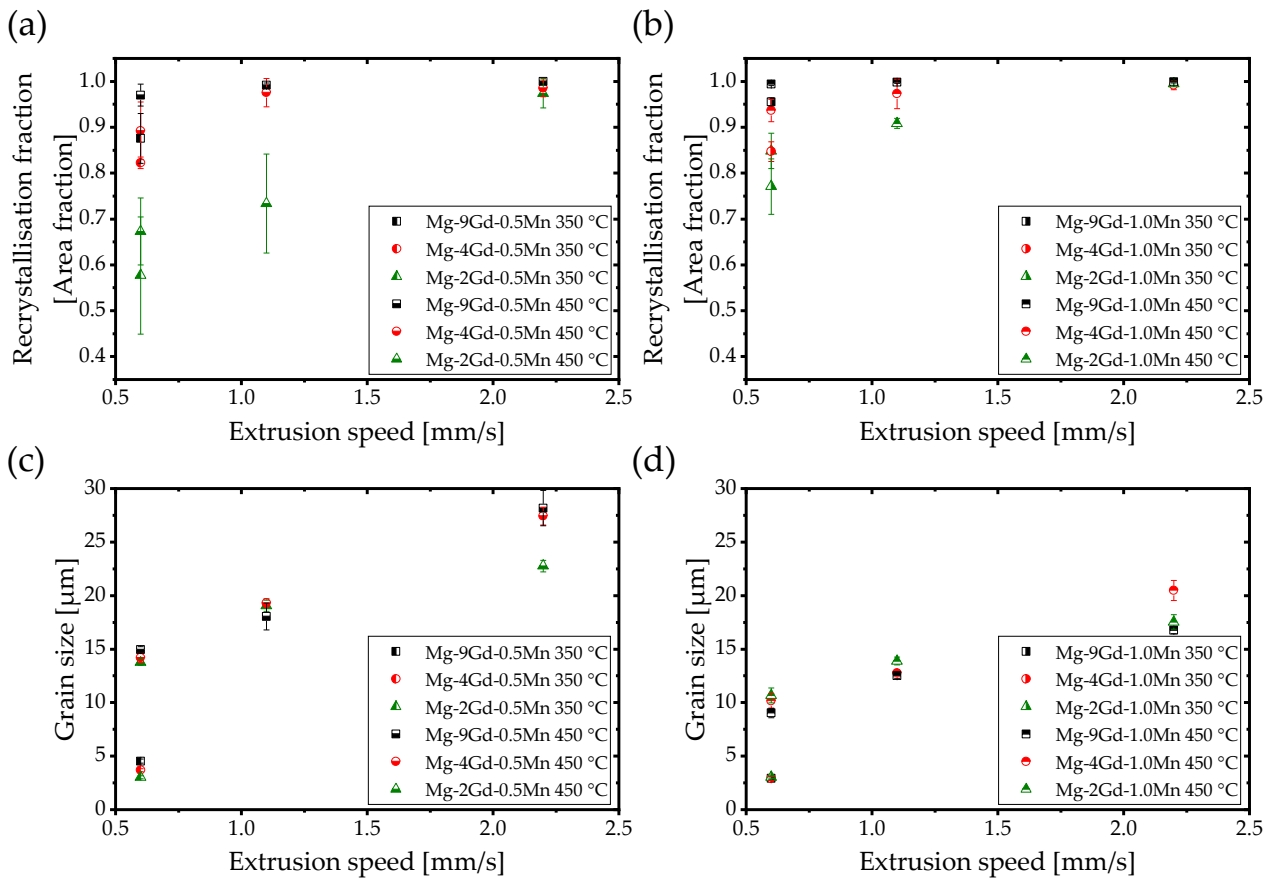 (a)
Recrystallisation fraction
[Area fraction]
1.0
0.9
0.8
0.7
0.6
0.5
0.4
Mg-9Gd-0.5Mn 350 °C
Mg-4Gd-0.5Mn 350 °C
Mg-2Gd-0.5Mn 350 °C
Mg-9Gd-0.5Mn 450 °C
Mg-4Gd-0.5Mn 450 °C
Mg-2Gd-0.5Mn 450 °C
0.5 1.0 1.5 2.0 2.5
Extrusion speed [mm/s]
(b)
Recrystallisation fraction
[Area fraction]
1.0
0.9
0.8
0.7
0.6
0.5
0.4
Mg-9Gd-1.0Mn 350 °C
Mg-4Gd-1.0Mn 350 °C
Mg-2Gd-1.0Mn 350 °C
Mg-9Gd-1.0Mn 450 °C
Mg-4Gd-1.0Mn 450 °C
Mg-2Gd-1.0Mn 450 °C
0.5 1.0 1.5 2.0 2.5
Extrusion speed [mm/s]
(c)
Grain size [µm]
30
25
20
15
10
5
0
Mg-9Gd-0.5Mn 350 °C
Mg-4Gd-0.5Mn 350 °C
Mg-2Gd-0.5Mn 350 °C
Mg-9Gd-0.5Mn 450 °C
Mg-4Gd-0.5Mn 450 °C
Mg-2Gd-0.5Mn 450 °C
0.5 1.0 1.5 2.0 2.5
Extrusion speed [mm/s]
(d)
Grain size [µm]
30
25
20
15
10
5
0
Mg-9Gd-1.0Mn 350 °C
Mg-4Gd-1.0Mn 350 °C
Mg-2Gd-1.0Mn 350 °C
Mg-9Gd-1.0Mn 450 °C
Mg-4Gd-1.0Mn 450 °C
Mg-2Gd-1.0Mn 450 °C
0.5 1.0 1.5 2.0 2.5
Extrusion speed [mm/s]